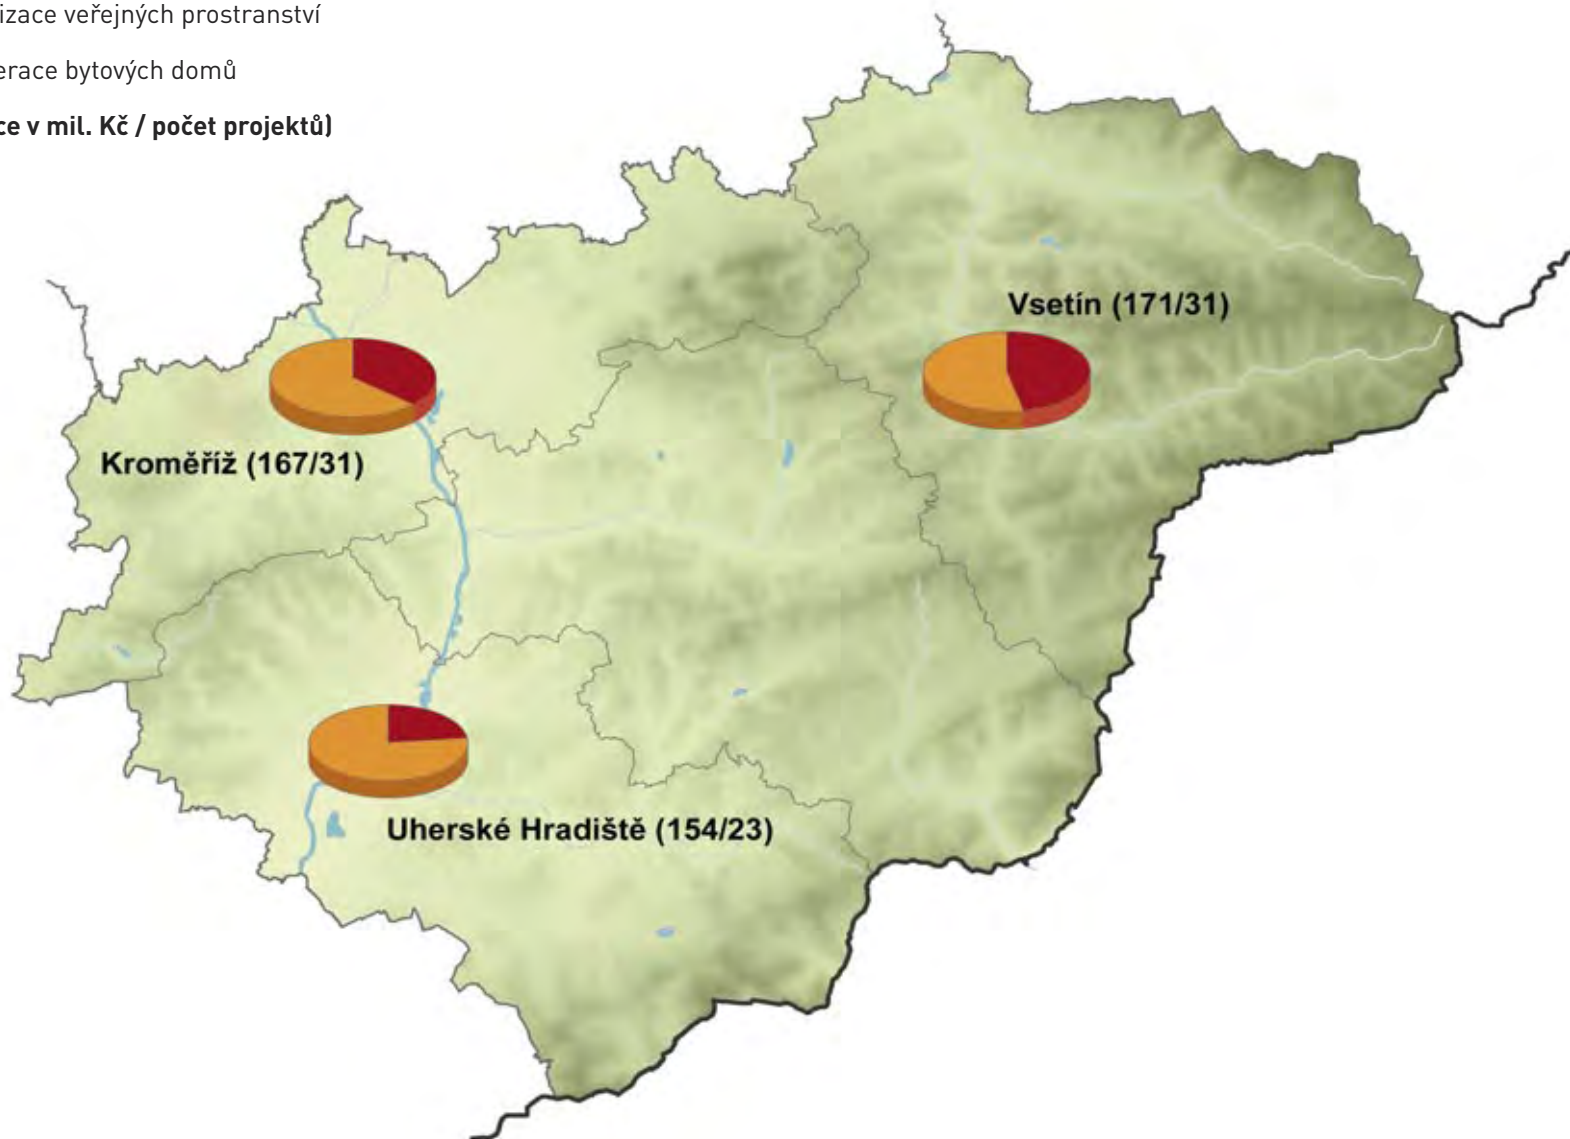 izace veřejných prostranství
erace bytových domů
ce v mil. Kč / počet projektů)
Vsetín (171/31)
Kroměříž (167/31)
Uherské Hradiště (154/23)